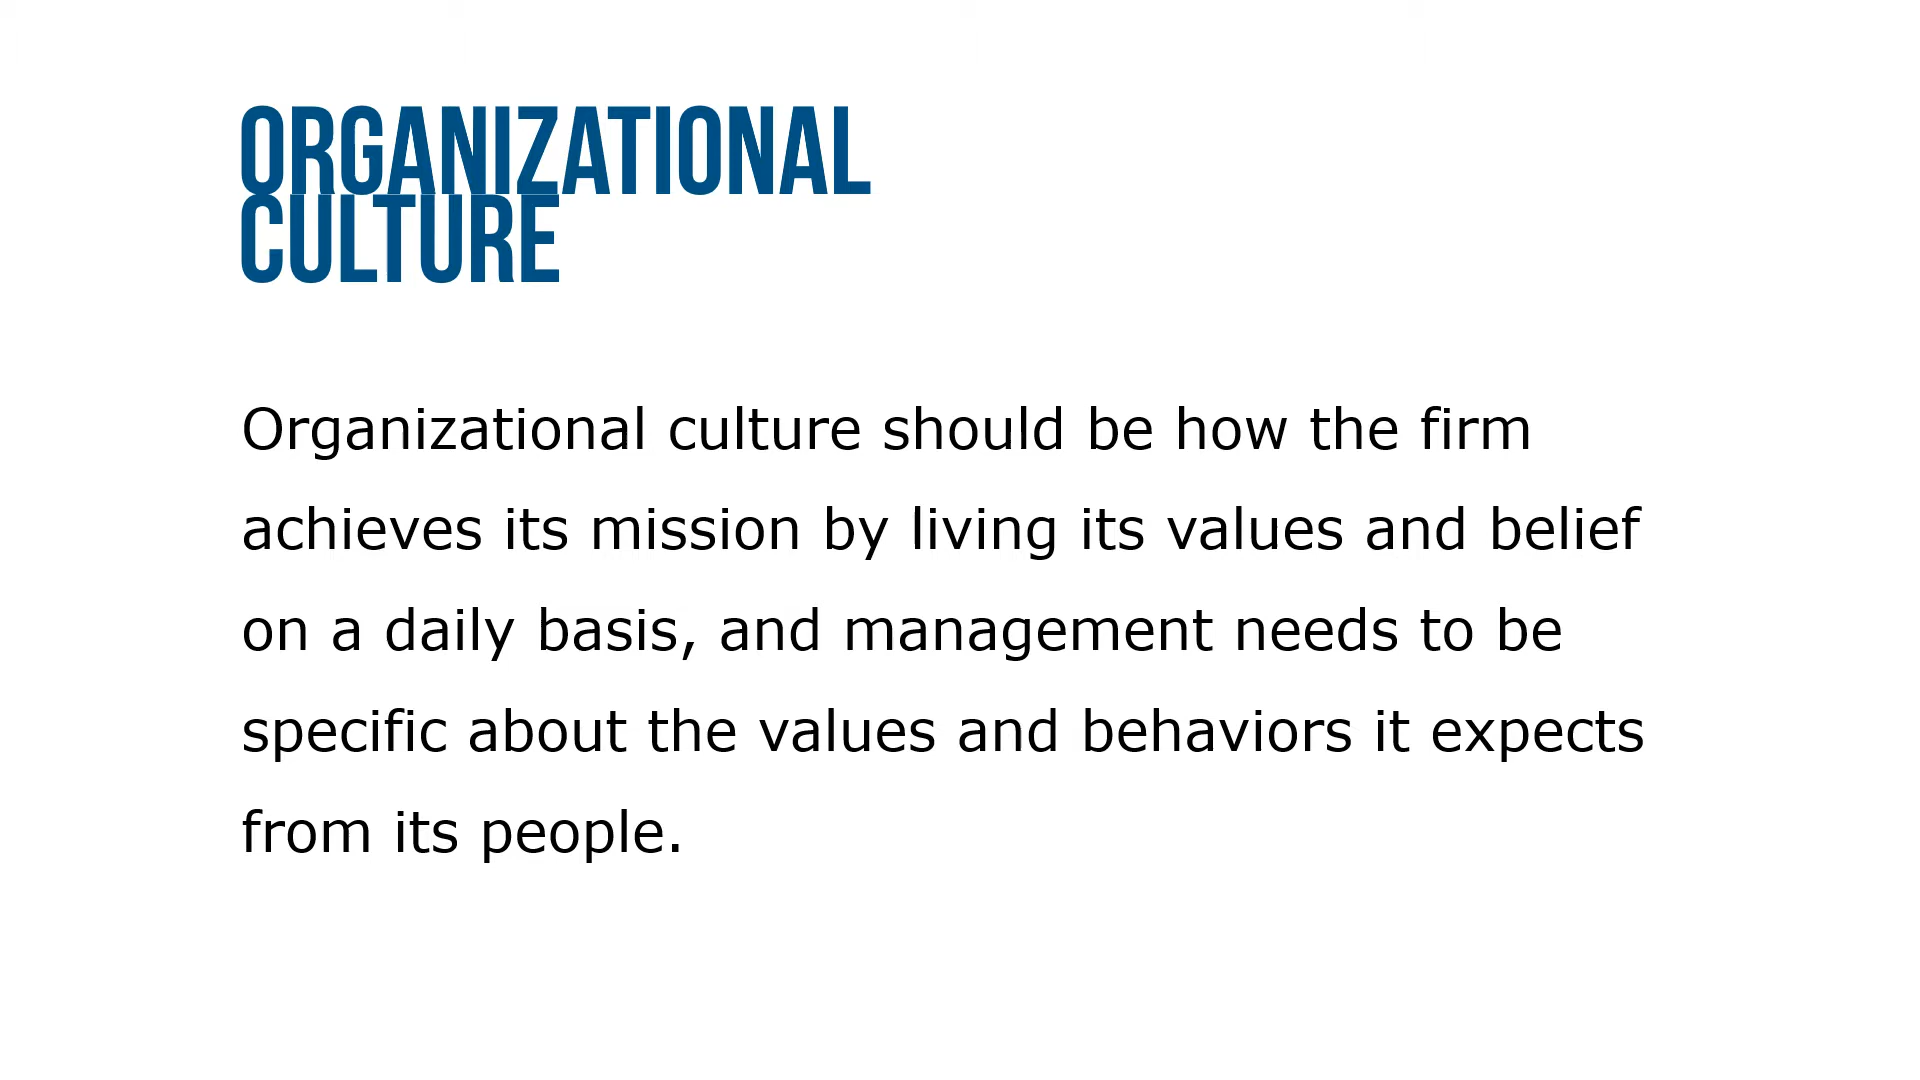 ORGANIZATIONAL
CULTURE
Organizational culture should be how the firm
achieves its mission by living its values and belief
on a daily basis, and management needs to be
specific about the values and behaviors it expects
from its people.